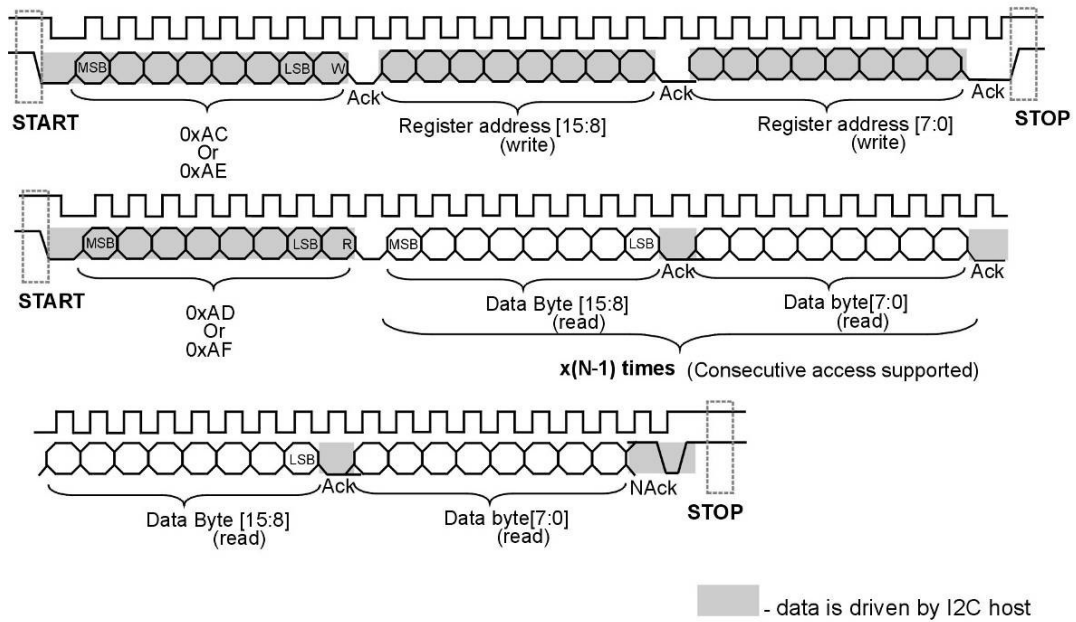 MSB LSB W
Ack Ack Ack
START STOP
0xAC
Or
0xAE
Register address [15:8]
(write)
Register address [7:0]
(write)
MSB LSB R MSB LSB
Ack Ack
START
0xAD
Or
0xAF
Data Byte [15:8]
(read)
Data byte[7:0]
(read)
x(N-1) times (Consecutive access supported)
LSB
Ack NAck
STOP
Data Byte [15:8]
(read)
Data byte[7:0]
(read)
- data is driven by I2C host